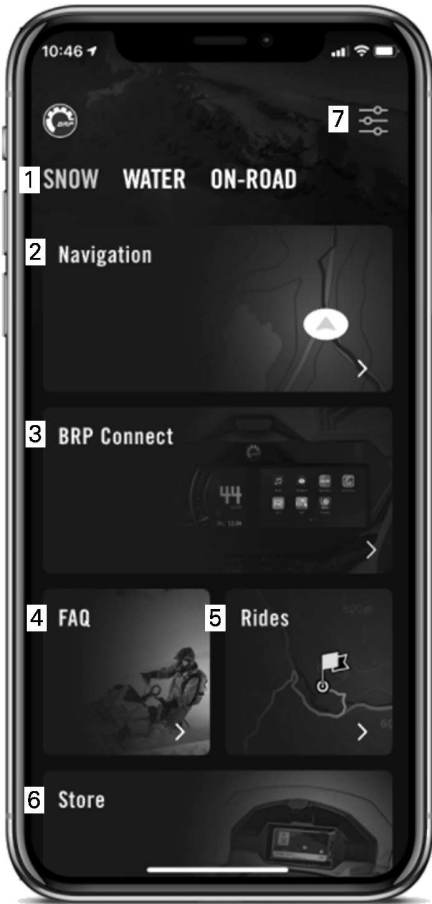 10:46
BRP
7
1 SNOW WATER ON-ROAD
2 Navigation
3 BRP Connect
44
4 FAQ
5 Rides
6 Store